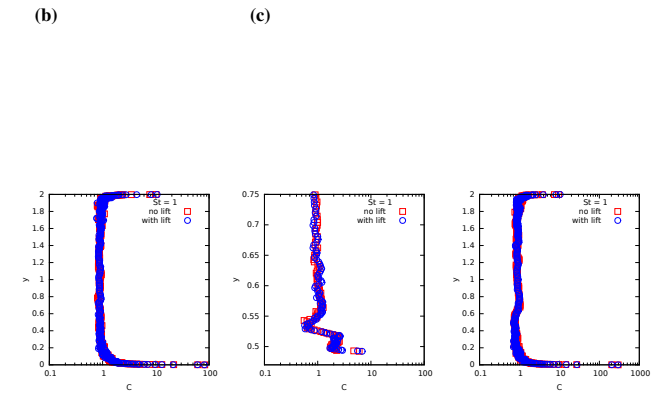 (b) (c)
2
1.8
1.6
1.4
1.2
1
0.8
0.6
0.4
0.2
0
y
St = 1
no lift
with lift
0.1 1 10 100
C
0.75
0.7
0.65
0.6
0.55
0.5
y
St = 1
no lift
with lift
0.1 1 10 100
C
2
1.8
1.6
1.4
1.2
1
0.8
0.6
0.4
0.2
0
y
St = 1
no lift
with lift
0.1 1 10 100 1000
C